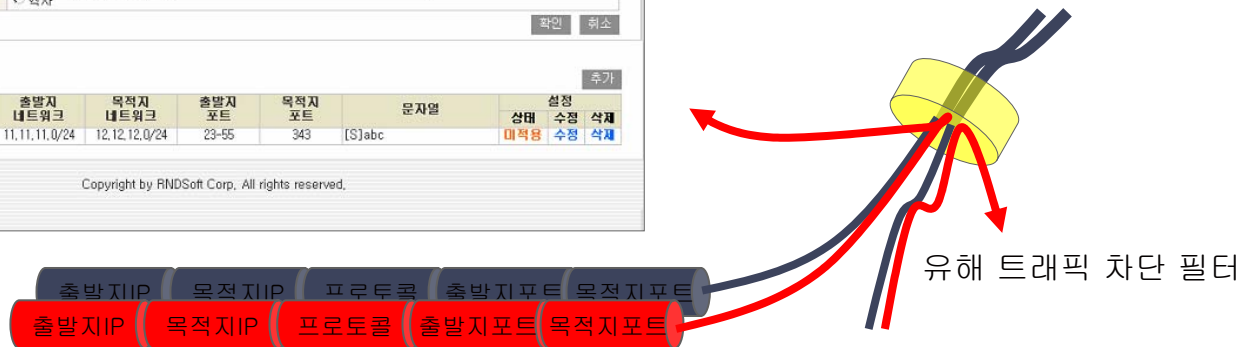 확인 취소
추가
출발지 네트워크 목적지 네트워크 출발지 포트 목적지 포트 문자열 설정
상태 수정 삭제
11,11,11,0/24 12,12,12,0/24 23-55 343 [S]abc 미적용 수정 삭제
Copyright by RNDSoft Corp, All rights reserved,
유해 트래픽 차단 필터
출발지IP 목적지IP 프로토콜 출발지포트 목적지포트
출발지IP 목적지IP 프로토콜 출발지포트 목적지포트